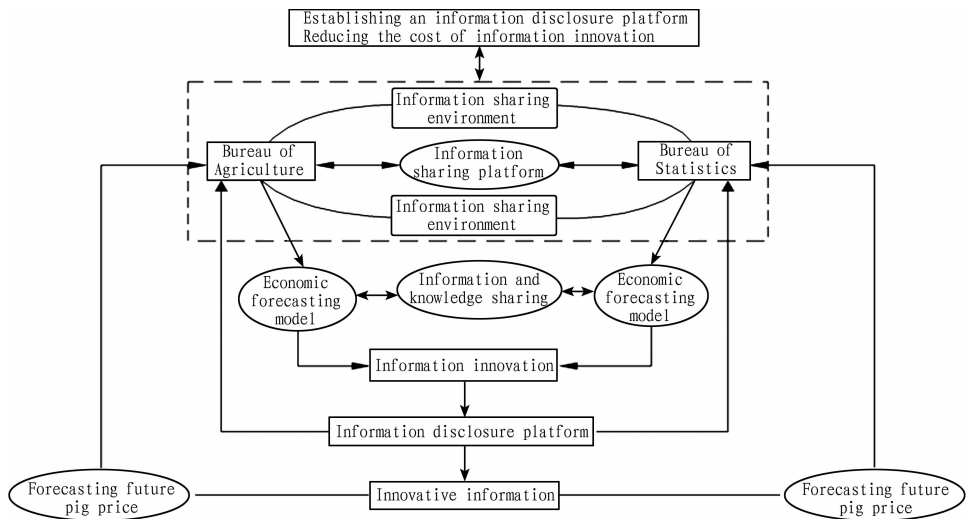 Establishing an information disclosure platform
Reducing the cost of information innovation
Information sharing
environment
Bureau of
Agriculture
Information
sharing platform
Bureau of
Statistics
Information sharing
environment
Economic
forecasting
model
Information and
knowledge sharing
Economic
forecasting
model
Information innovation
Information disclosure platform
Forecasting future
pig price
Innovative information
Forecasting future
pig price